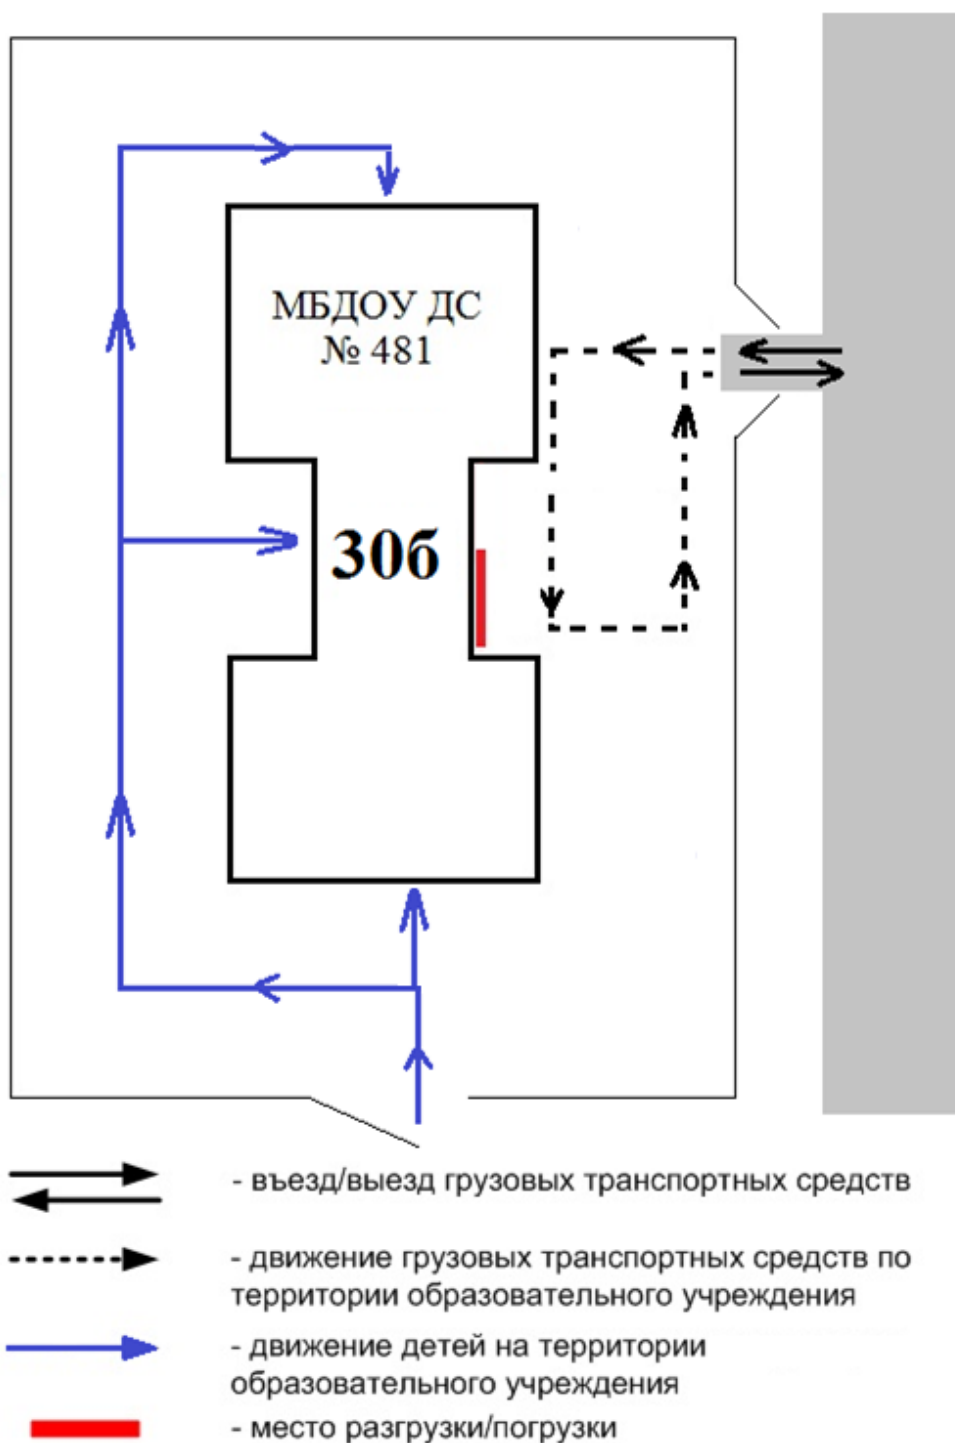 МБДОУ ДС
№ 481
30б
- въезд/выезд грузовых транспортных средств
- движение грузовых транспортных средств по
территории образовательного учреждения
- движение детей на территории
образовательного учреждения
- место разгрузки/погрузки